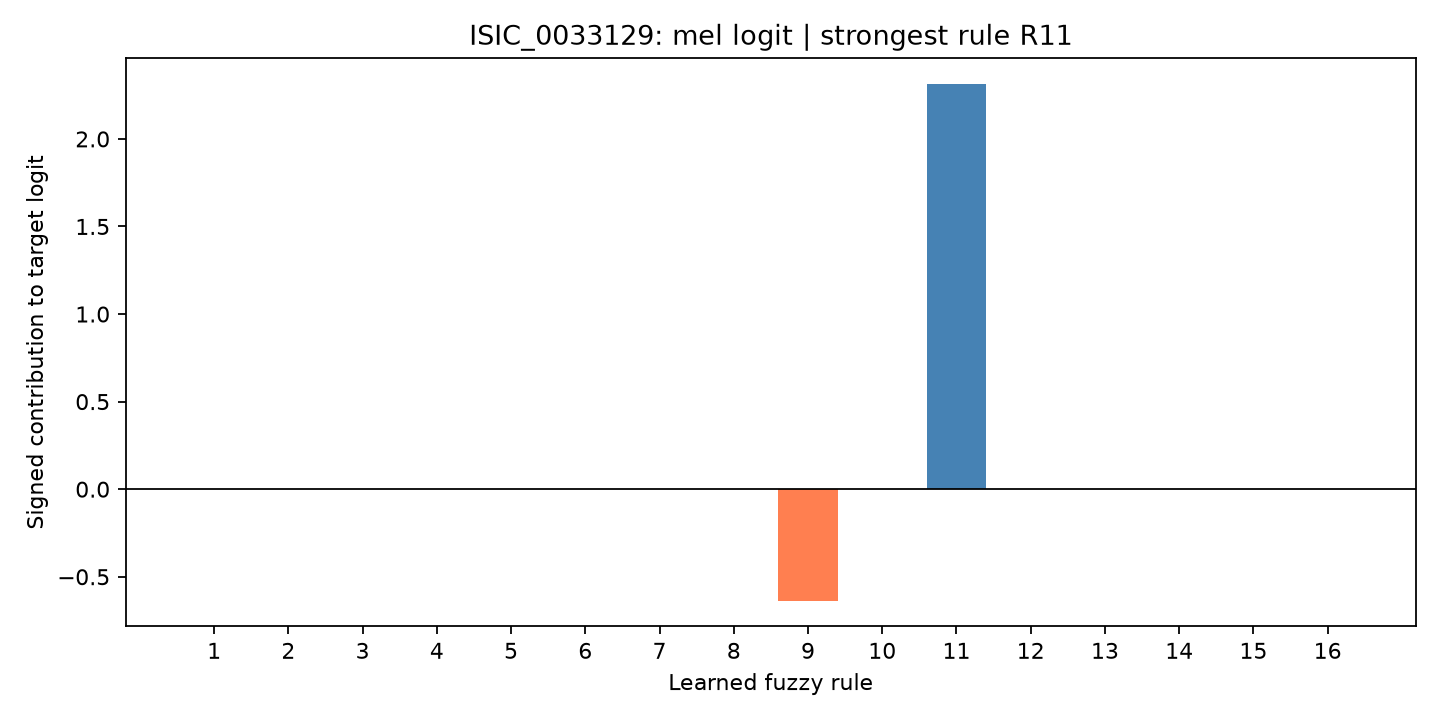 ISIC_0033129: mel logit | strongest rule R11
Signed contribution to target logit
2.0
1.5
1.0
0.5
0.0
−0.5
1 2 3 4 5 6 7 8 9 10 11 12 13 14 15 16
Learned fuzzy rule